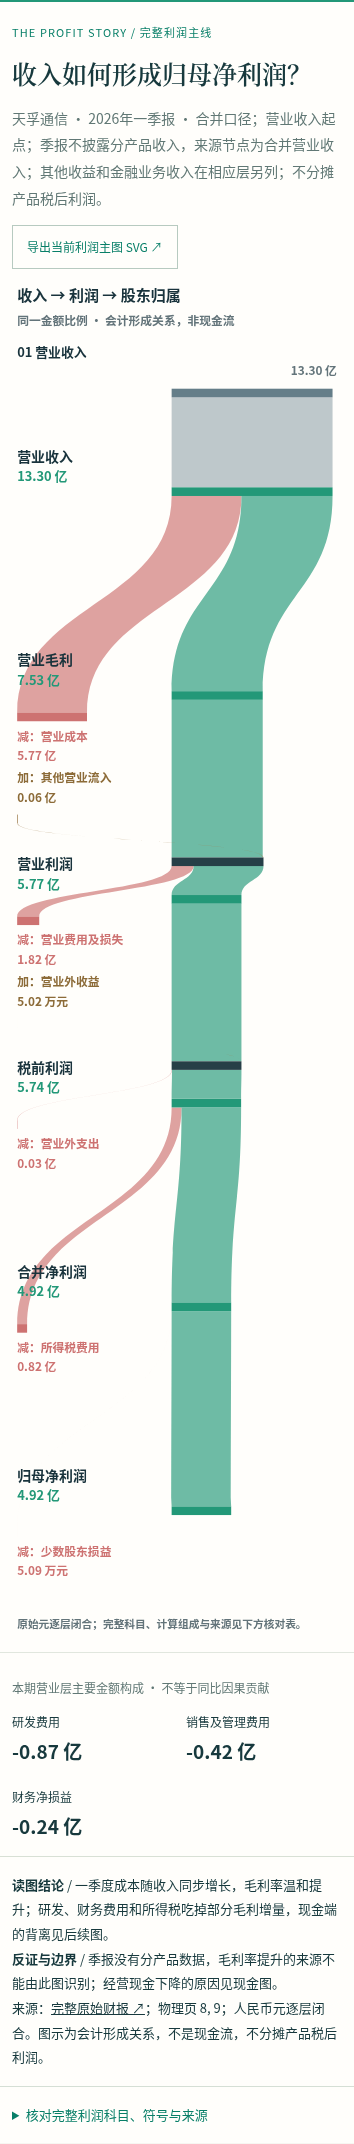 THE PROFIT STORY / 完整利润主线
收入如何形成归母净利润？
天孚通信 · 2026年一季报 · 合并口径；营业收入起
点；季报不披露分产品收入，来源节点为合并营业收
入；其他收益和金融业务收入在相应层另列；不分摊
产品税后利润。
导出当前利润主图 SVG ↗
收入 → 利润 → 股东归属
同一金额比例 · 会计形成关系，非现金流
01 营业收入
13.30 亿
营业收入
13.30 亿
营业毛利
7.53 亿
减：营业成本
5.77 亿
加：其他营业流入
0.06 亿
营业利润
5.77 亿
减：营业费用及损失
1.82 亿
加：营业外收益
5.02 万元
税前利润
5.74 亿
减：营业外支出
0.03 亿
合并净利润
4.92 亿
减：所得税费用
0.82 亿
归母净利润
4.92 亿
减：少数股东损益
5.09 万元
原始元逐层闭合；完整科目、计算组成与来源见下方核对表。
本期营业层主要金额构成 · 不等于同比因果贡献
研发费用
-0.87 亿
销售及管理费用
-0.42 亿
财务净损益
-0.24 亿
读图结论 / 一季度成本随收入同步增长，毛利率温和提
升；研发、财务费用和所得税吃掉部分毛利增量，现金端
的背离见后续图。
反证与边界 / 季报没有分产品数据，毛利率提升的来源不
能由此图识别；经营现金下降的原因见现金图。
来源：完整原始财报 ↗；物理页 8, 9；人民币元逐层闭
合。图示为会计形成关系，不是现金流，不分摊产品税后
利润。
▶ 核对完整利润科目、符号与来源